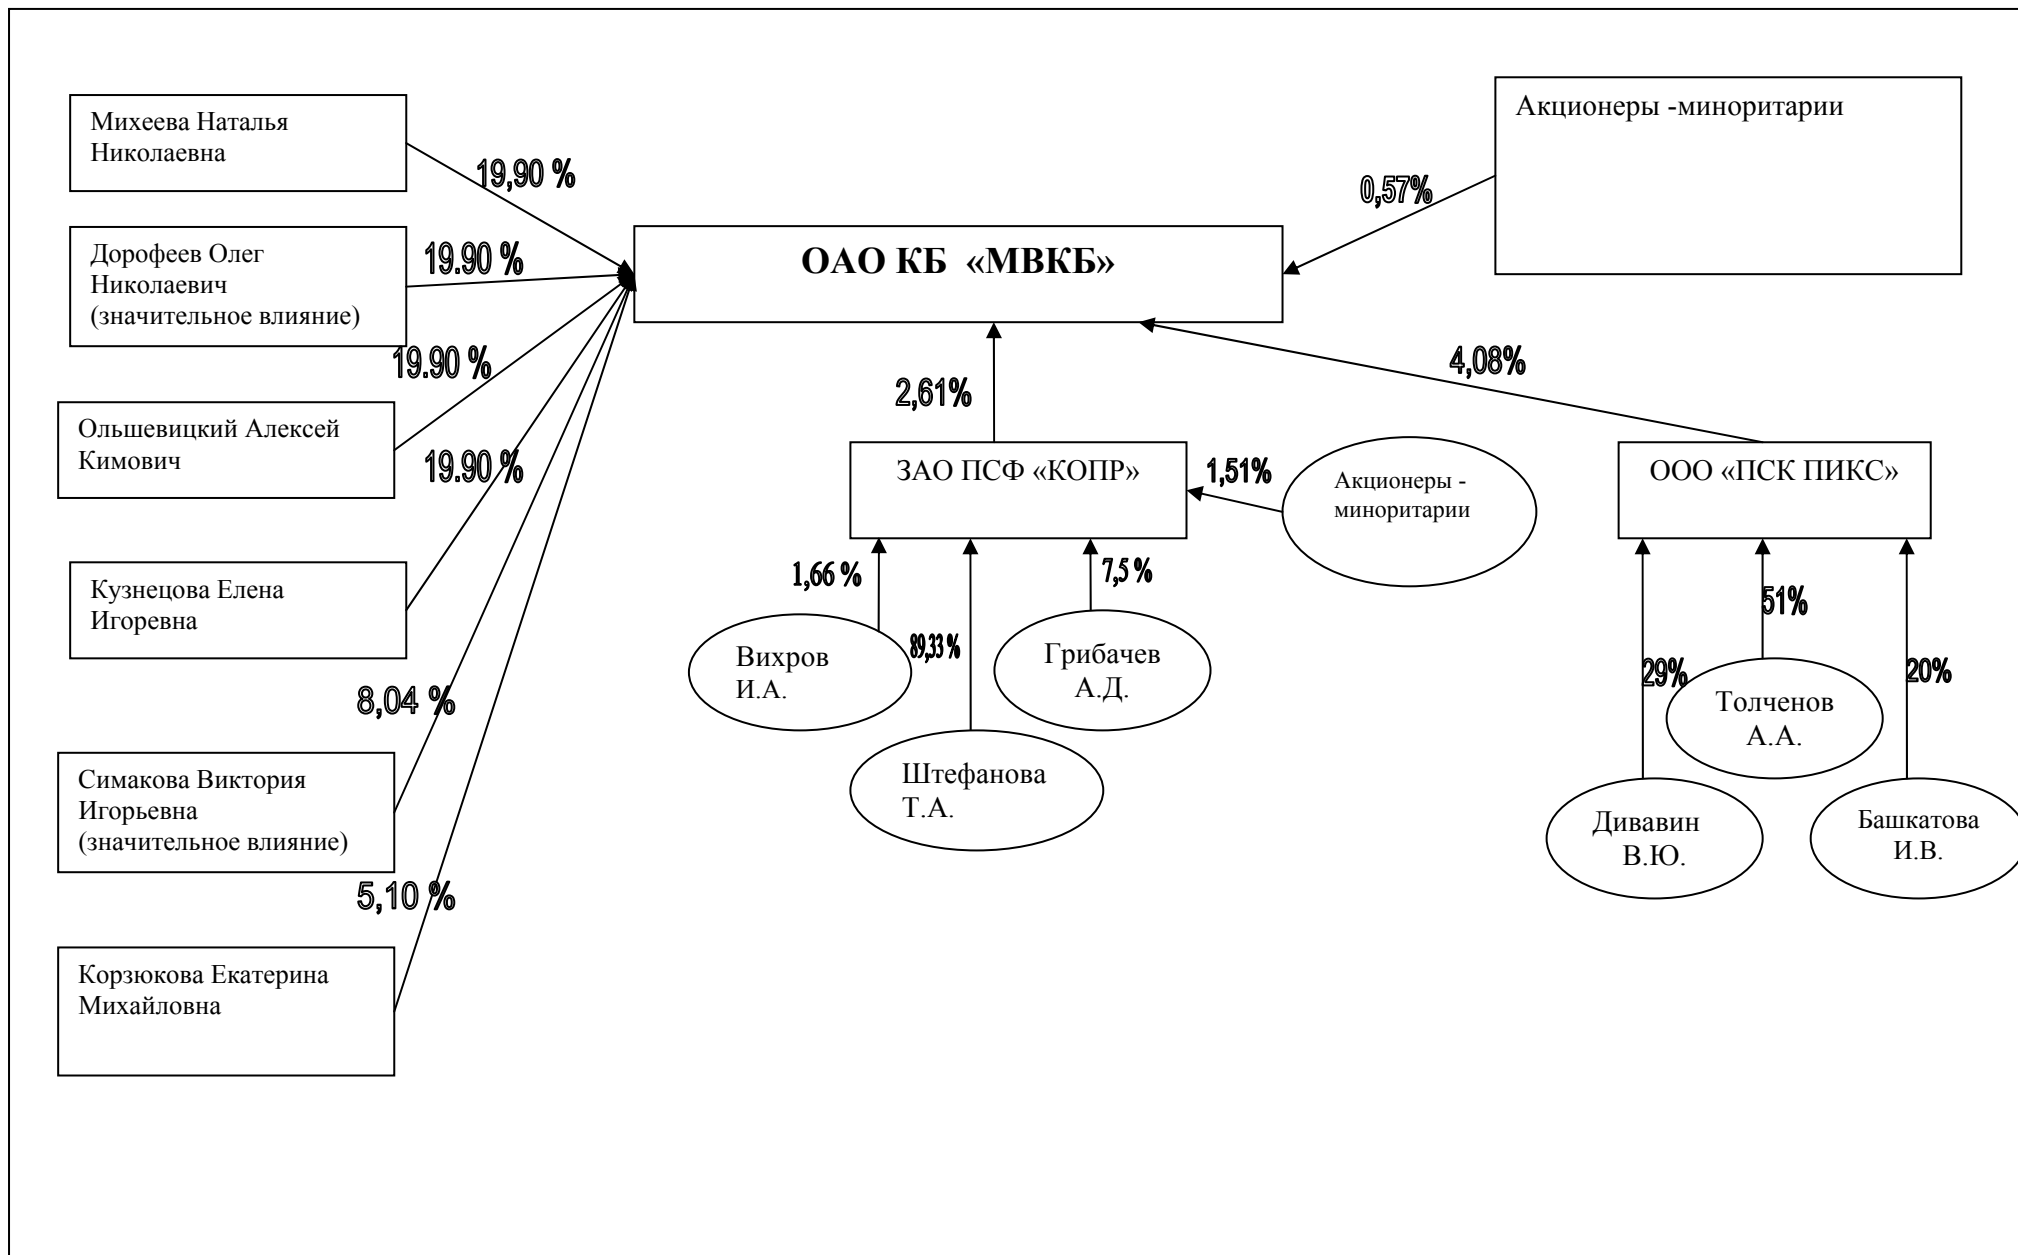 Михеева Наталья
Николаевна
19,90 %
Дорофеев Олег
Николаевич
(значительное влияние)
19.90 %
Ольшевицкий Алексей
Кимович
19.90 %
Кузнецова Елена
Игоревна
19.90 %
Симакова Виктория
Игорьевна
(значительное влияние)
8,04 %
Корзюкова Екатерина
Михайловна
5,10 %
ОАО КБ «МВКБ»
Акционеры -миноритарии
0,57%
2,61%
4,08%
ЗАО ПСФ «КОПР»
1,51%
Акционеры -
миноритарии
ООО «ПСК ПИКС»
1,66 %
89,33 %
7,5 %
Вихров
И.А.
Штефанова
Т.А.
Грибачев
А.Д.
29%
51%
20%
Толченов
А.А.
Дивавин
В.Ю.
Башкатова
И.В.